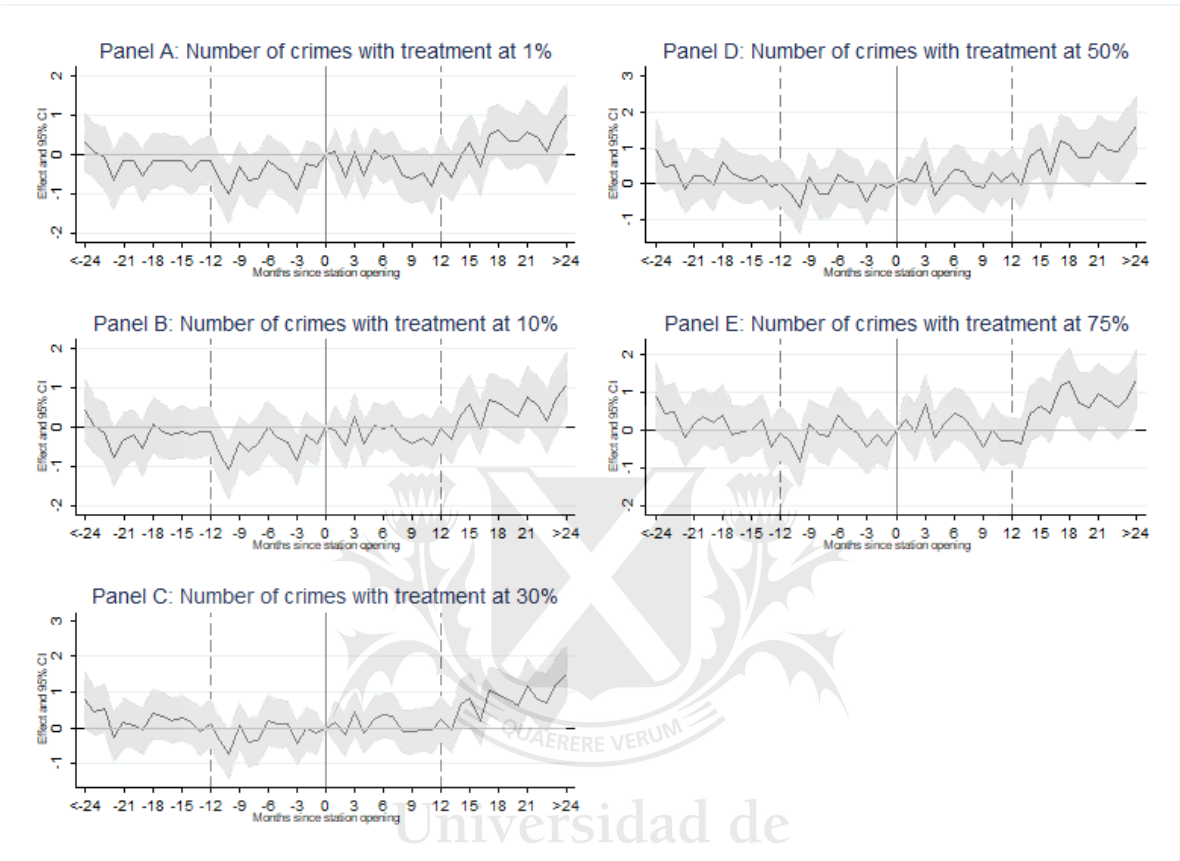 Panel A: Number of crimes with treatment at 1%
Effect and 95% CI
2
1
0
-1
-2
<-24 -21 -18 -15 -12 -9 -6 -3 0 3 6 9 12 15 18 21 >24
Months since station opening
Panel B: Number of crimes with treatment at 10%
Effect and 95% CI
2
1
0
-1
-2
<-24 -21 -18 -15 -12 -9 -6 -3 0 3 6 9 12 15 18 21 >24
Months since station opening
Panel C: Number of crimes with treatment at 30%
Effect and 95% CI
3
2
1
0
-1
<-24 -21 -18 -15 -12 -9 -6 -3 0 3 6 9 12 15 18 21 >24
Months since station opening
Panel D: Number of crimes with treatment at 50%
Effect and 95% CI
3
2
1
0
-1
<-24 -21 -18 -15 -12 -9 -6 -3 0 3 6 9 12 15 18 21 >24
Months since station opening
Panel E: Number of crimes with treatment at 75%
Effect and 95% CI
2
1
0
-1
-2
<-24 -21 -18 -15 -12 -9 -6 -3 0 3 6 9 12 15 18 21 >24
Months since station opening
QUAERERE VERUM
Universidad de